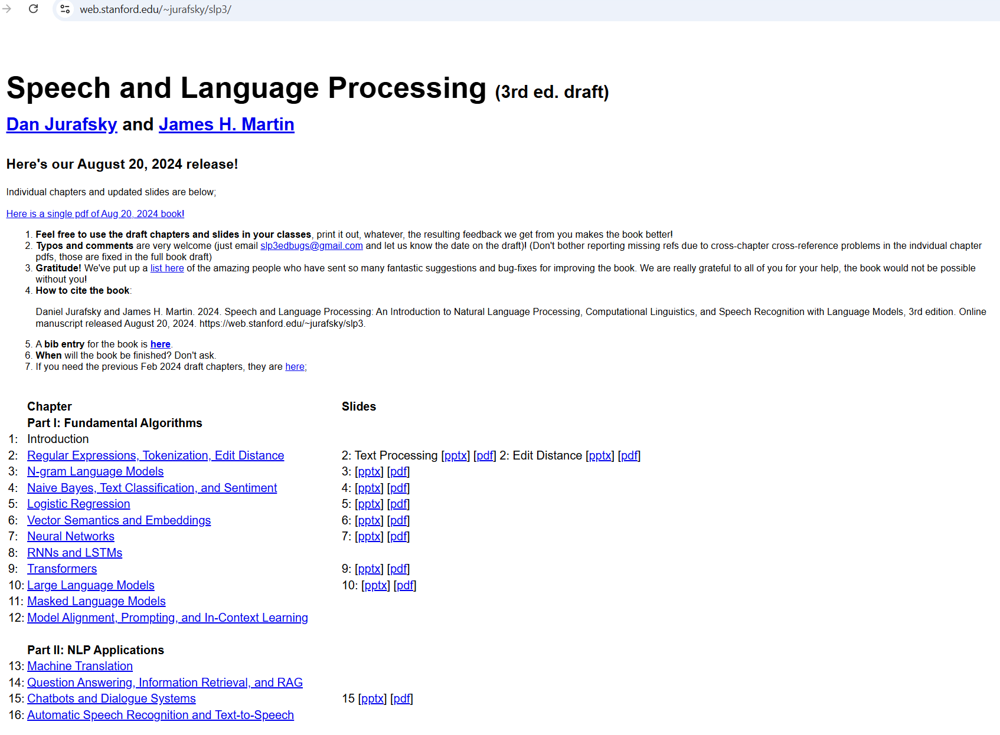 web.stanford.edu/~jurafsky/slp3/
Speech and Language Processing (3rd ed. draft)
Dan Jurafsky and James H. Martin
Here's our August 20, 2024 release!
Individual chapters and updated slides are below;
Here is a single pdf of Aug 20, 2024 book!
1. Feel free to use the draft chapters and slides in your classes, print it out, whatever, the resulting feedback we get from you makes the book better!
2. Typos and comments are very welcome (just email slp3edbugs@gmail.com and let us know the date on the draft)! (Don't bother reporting missing refs due to cross-chapter cross-reference problems in the indvidual chapter
pdfs, those are fixed in the full book draft)
3. Gratitude! We've put up a list here of the amazing people who have sent so many fantastic suggestions and bug-fixes for improving the book. We are really grateful to all of you for your help, the book would not be possible
without you!
4. How to cite the book:
Daniel Jurafsky and James H. Martin. 2024. Speech and Language Processing: An Introduction to Natural Language Processing, Computational Linguistics, and Speech Recognition with Language Models, 3rd edition. Online
manuscript released August 20, 2024. https://web.stanford.edu/~jurafsky/slp3.
5. A bib entry for the book is here.
6. When will the book be finished? Don't ask.
7. If you need the previous Feb 2024 draft chapters, they are here;
Chapter Slides
Part I: Fundamental Algorithms
1: Introduction
2: Regular Expressions, Tokenization, Edit Distance 2: Text Processing [pptx] [pdf] 2: Edit Distance [pptx] [pdf]
3: N-gram Language Models 3: [pptx] [pdf]
4: Naive Bayes, Text Classification, and Sentiment 4: [pptx] [pdf]
5: Logistic Regression 5: [pptx] [pdf]
6: Vector Semantics and Embeddings 6: [pptx] [pdf]
7: Neural Networks 7: [pptx] [pdf]
8: RNNs and LSTMs
9: Transformers 9: [pptx] [pdf]
10: Large Language Models 10: [pptx] [pdf]
11: Masked Language Models
12: Model Alignment, Prompting, and In-Context Learning
Part II: NLP Applications
13: Machine Translation
14: Question Answering, Information Retrieval, and RAG
15: Chatbots and Dialogue Systems 15 [pptx] [pdf]
16: Automatic Speech Recognition and Text-to-Speech